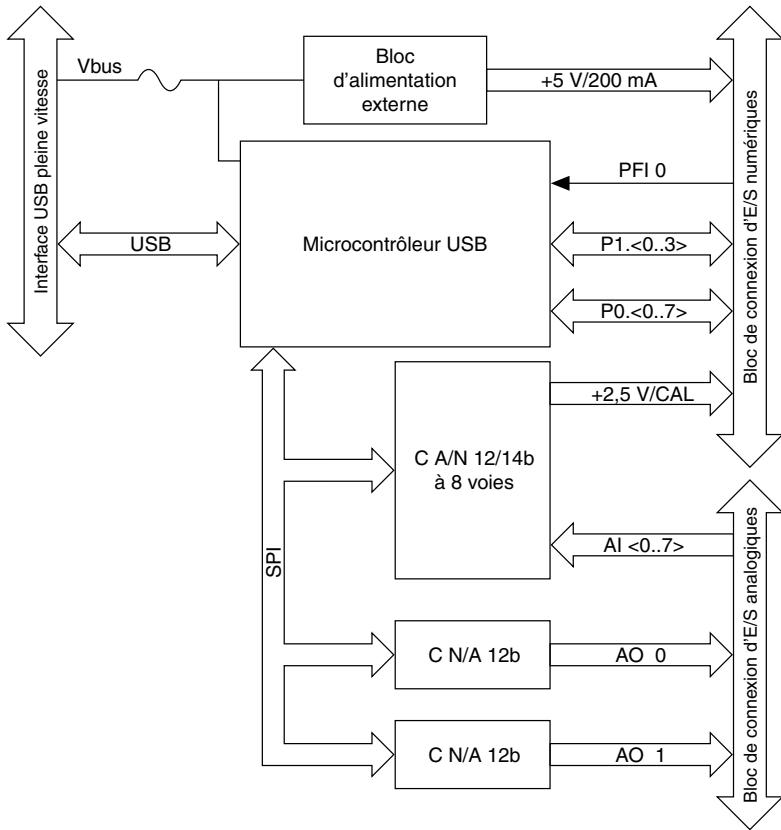 Vbus
Bloc
d'alimentation
externe
+5 V/200 mA
Interface USB pleine vitesse
USB
Microcontrôleur USB
PFI 0
P1.<0..3>
P0.<0..7>
Bloc de connexion d'E/S numériques
+2,5 V/CAL
C A/N 12/14b
à 8 voies
AI <0..7>
SPI
C N/A 12b
AO 0
C N/A 12b
AO 1
Bloc de connexion d'E/S analogiques